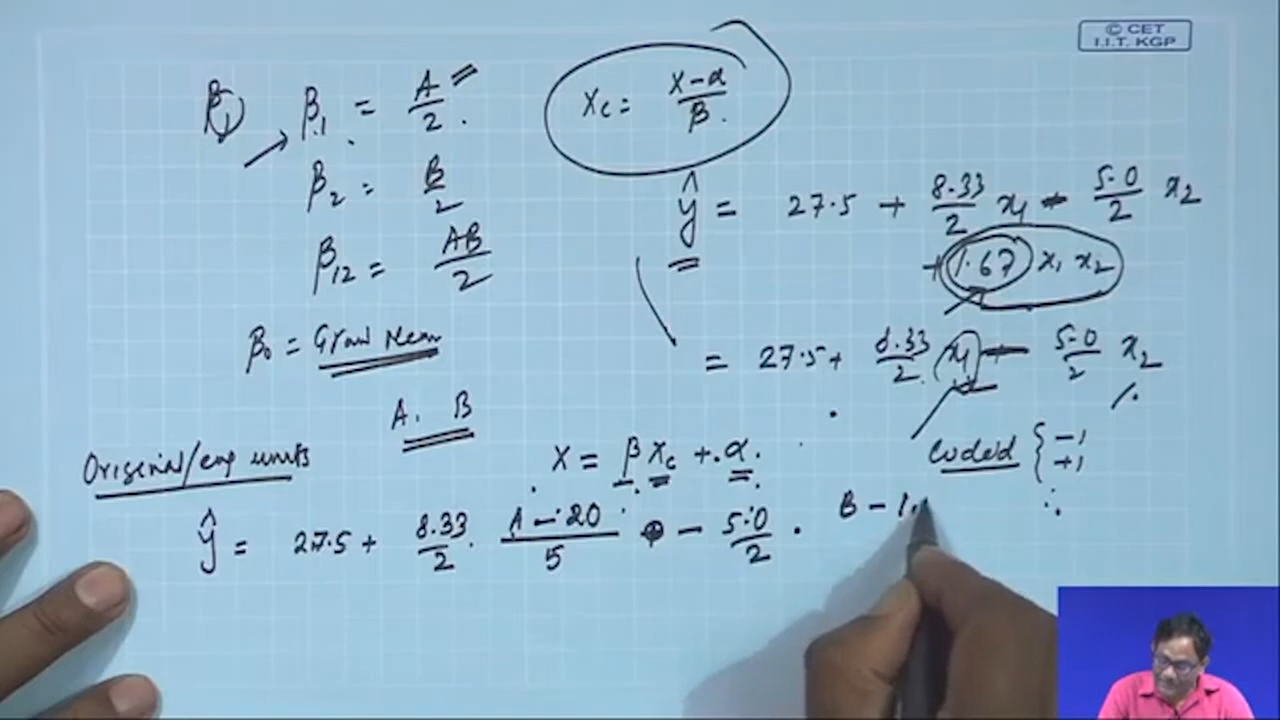 © CET
I.I.T. KGP
β1 = A/2
Xc = X-α/β
β2 = B/2
ŷ = 27.5 + 8.33/2 x1 - 5.0/2 x2
+ 1.67 x1 x2
β12 = AB/2
β0 = Gran Mean
= 27.5 + 8.33/2 x1 - 5.0/2 x2
A. B
Original/exp units
X = β Xc + α.
Coded { -1
+1
ŷ = 27.5 + 8.33/2 . A - 20/5 - 5.0/2 . B - 1.